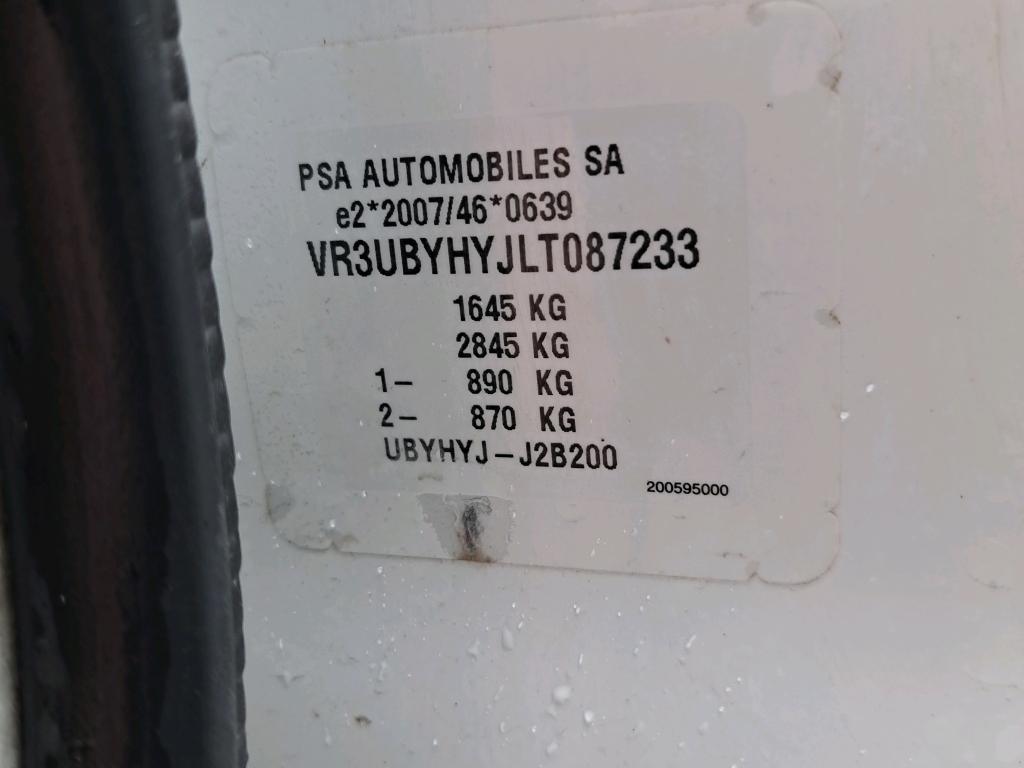 PSA AUTOMOBILES SA
e2*2007/46*0639
VR3UBYHYJLT087233
1645 KG
2845 KG
1- 890 KG
2- 870 KG
UBYHYJ-J2B200
200595000